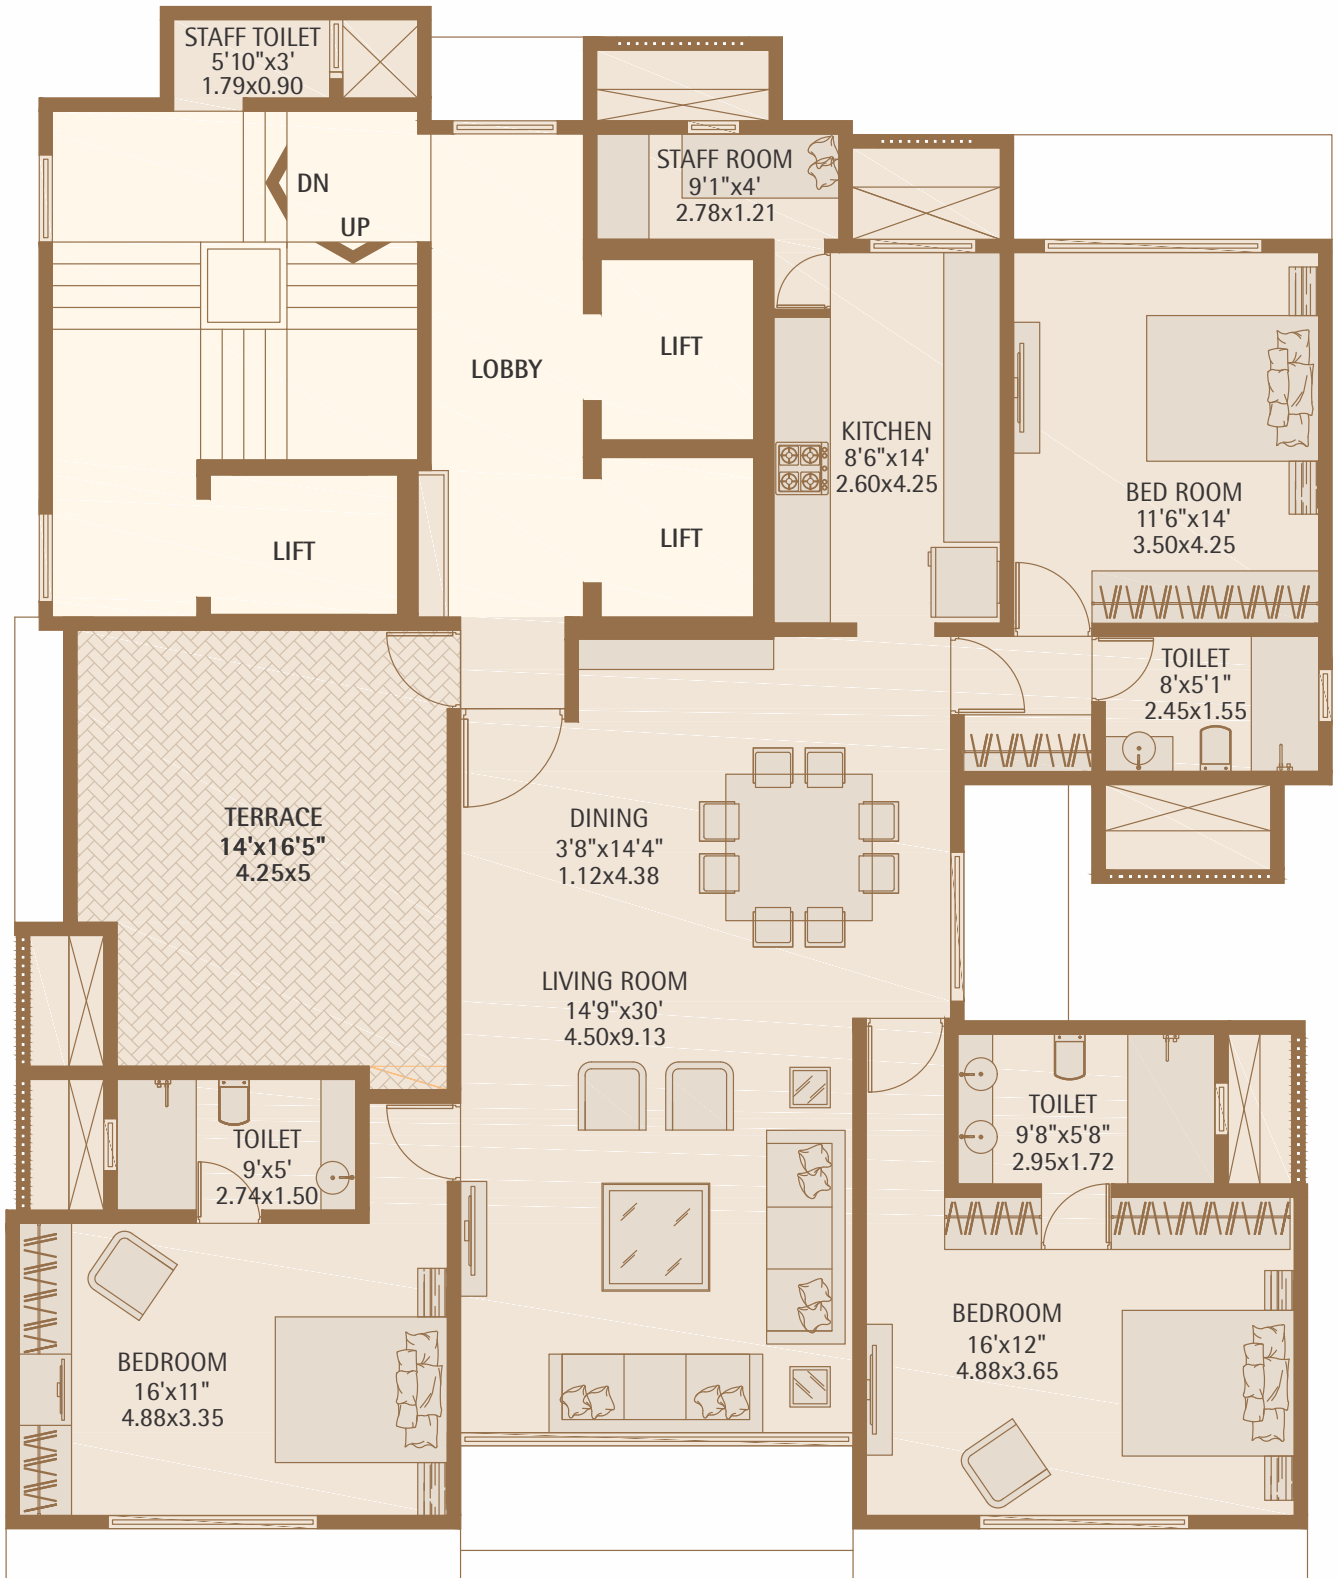 STAFF TOILET
5'10"x3'
1.79x0.90
DN
UP
STAFF ROOM
9'1"x4'
2.78x1.21
LOBBY
LIFT
LIFT
LIFT
KITCHEN
8'6"x14'
2.60x4.25
BED ROOM
11'6"x14'
3.50x4.25
TOILET
8'x5'1"
2.45x1.55
TERRACE
14'x16'5"
4.25x5
DINING
3'8"x14'4"
1.12x4.38
LIVING ROOM
14'9"x30'
4.50x9.13
TOILET
9'x5'
2.74x1.50
TOILET
9'8"x5'8"
2.95x1.72
BEDROOM
16'x11"
4.88x3.35
BEDROOM
16'x12"
4.88x3.65